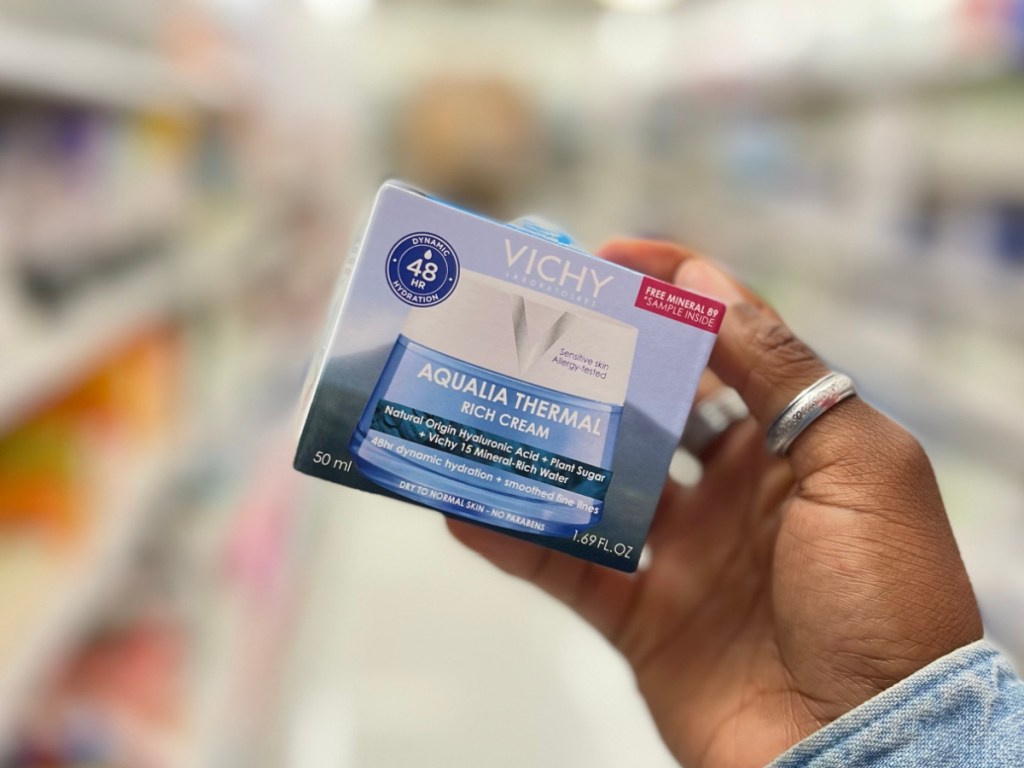 DYNAMIC
48
HR
HYDRATION
VICHY
LABORATOIRES
FREE MINERAL 89
*SAMPLE INSIDE
Sensitive skin
Allergy-tested
AQUALIA THERMAL
RICH CREAM
Natural Origin Hyaluronic Acid + Plant Sugar
+ Vichy 15 Mineral-Rich Water
48hr dynamic hydration + smoothed fine lines
DRY TO NORMAL SKIN - NO PARABENS
50 ml
1.69 FL.OZ